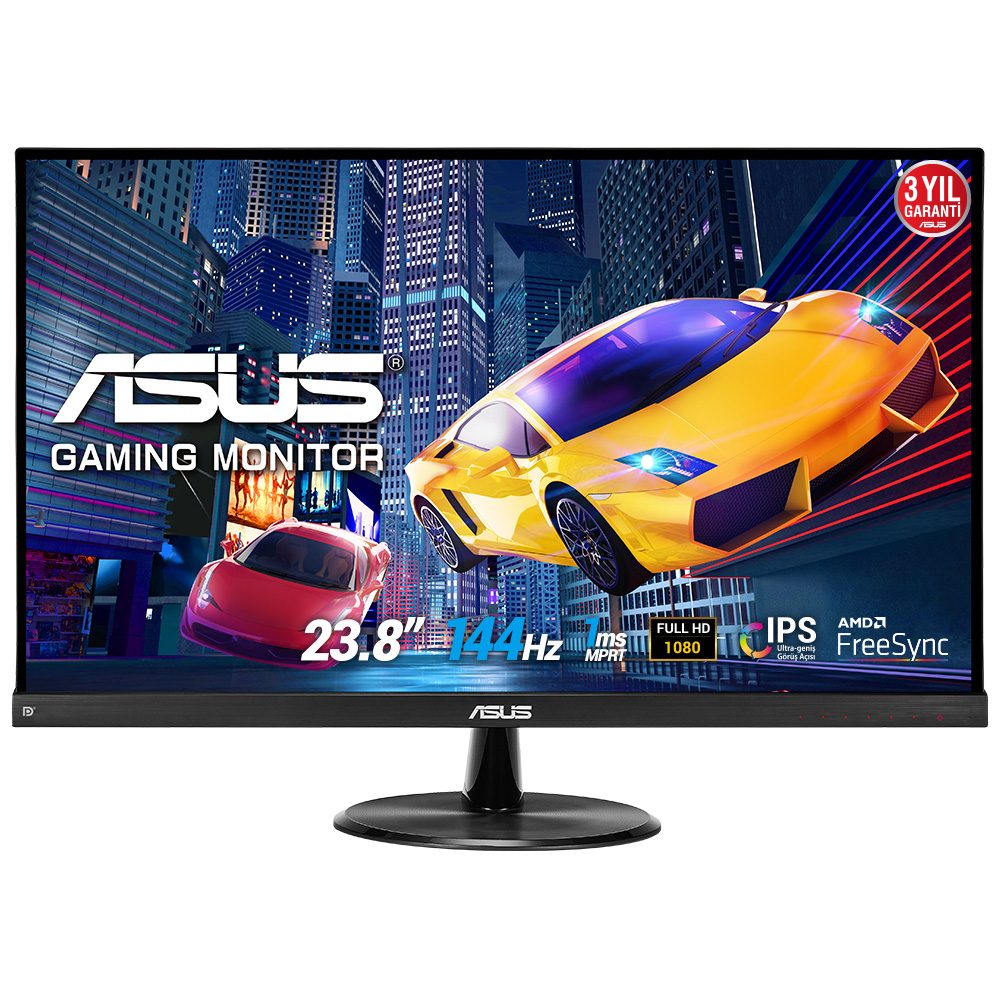 3 YIL
GARANTİ
ASUS
ASUS®
GAMING MONITOR
23.8” 144Hz 1ms MPRT
FULL HD
1080
IPS
Ultra-geniş
Görüş Açısı
AMD
FreeSync
ASUS